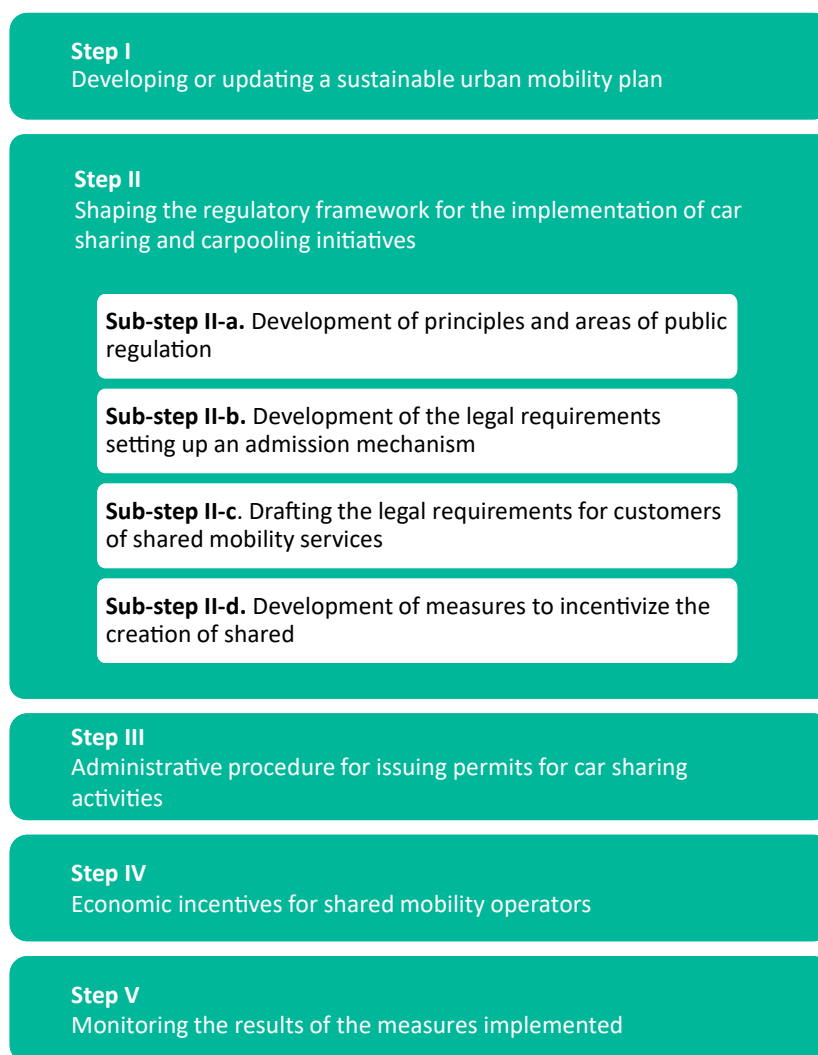 Step I
Developing or updating a sustainable urban mobility plan
Step II
Shaping the regulatory framework for the implementation of car
sharing and carpooling initiatives
Sub-step II-a. Development of principles and areas of public
regulation
Sub-step II-b. Development of the legal requirements
setting up an admission mechanism
Sub-step II-c. Drafting the legal requirements for customers
of shared mobility services
Sub-step II-d. Development of measures to incentivize the
creation of shared
Step III
Administrative procedure for issuing permits for car sharing
activities
Step IV
Economic incentives for shared mobility operators
Step V
Monitoring the results of the measures implemented